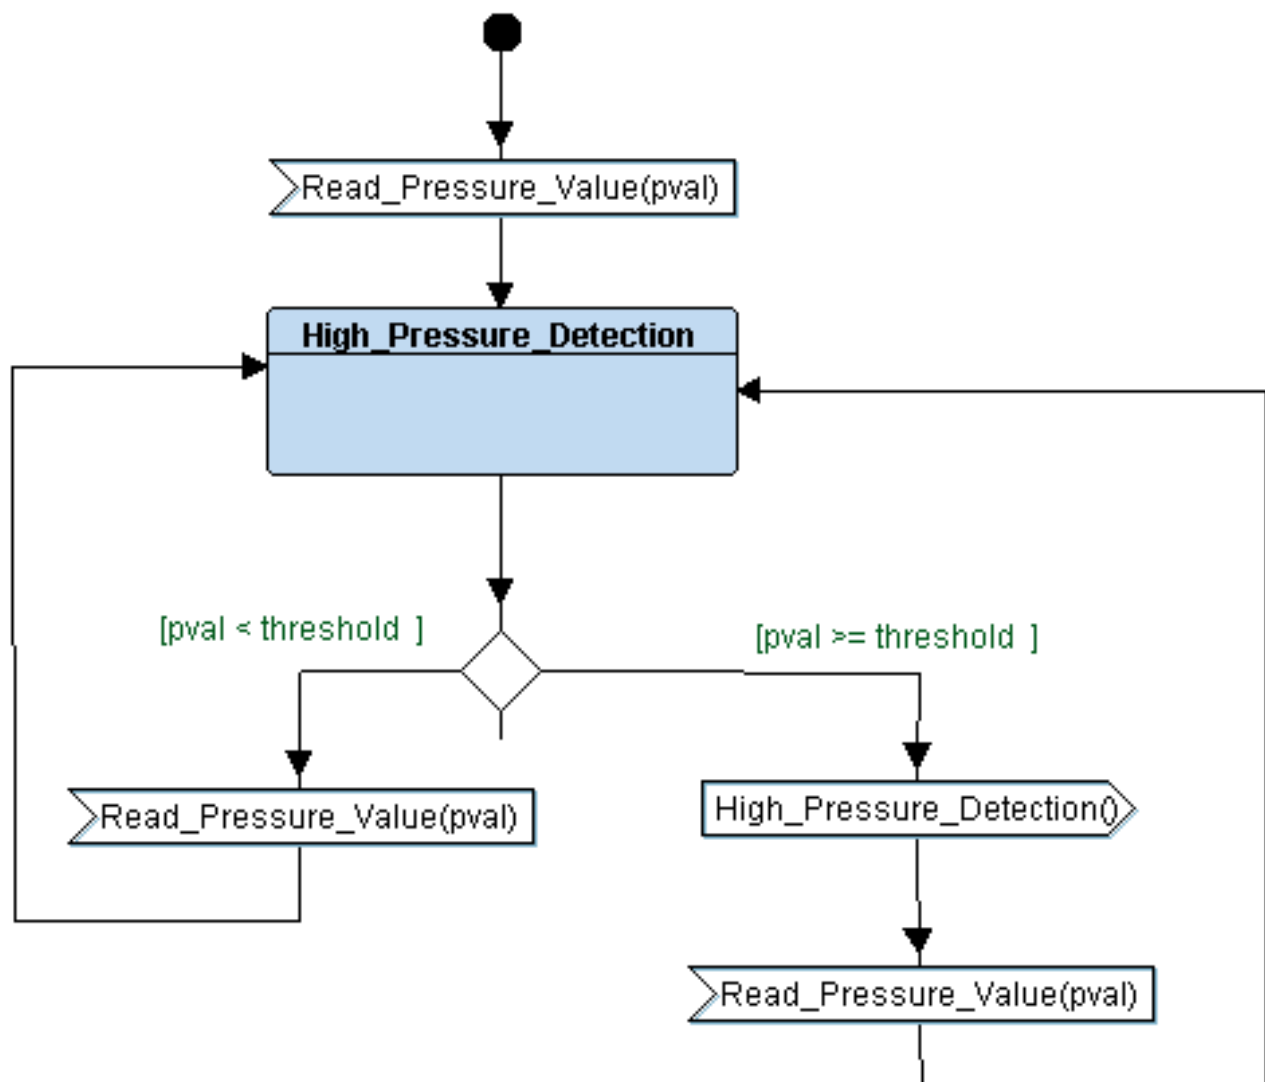 Read_Pressure_Value(pval)
High_Pressure_Detection
[pval < threshold  ]
[pval >= threshold  ]
Read_Pressure_Value(pval)
High_Pressure_Detection()
Read_Pressure_Value(pval)